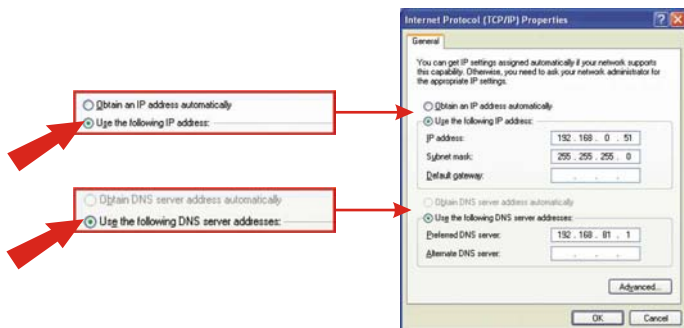 Obtain an IP address automatically
Use the following IP address:
Obtain DNS server address automatically
Use the following DNS server addresses:
Internet Protocol (TCP/IP) Properties
General
You can get IP settings assigned automatically if your network supports
this capability. Otherwise, you need to ask your network administrator for
the appropriate IP settings.
Obtain an IP address automatically
Use the following IP address:
IP address: 192 . 168 . 0 . 51
Subnet mask: 255 . 255 . 255 . 0
Default gateway: . . .
Obtain DNS server address automatically
Use the following DNS server addresses:
Preferred DNS server: 192 . 168 . 81 . 1
Alternate DNS server: . . .
Advanced...
OK Cancel